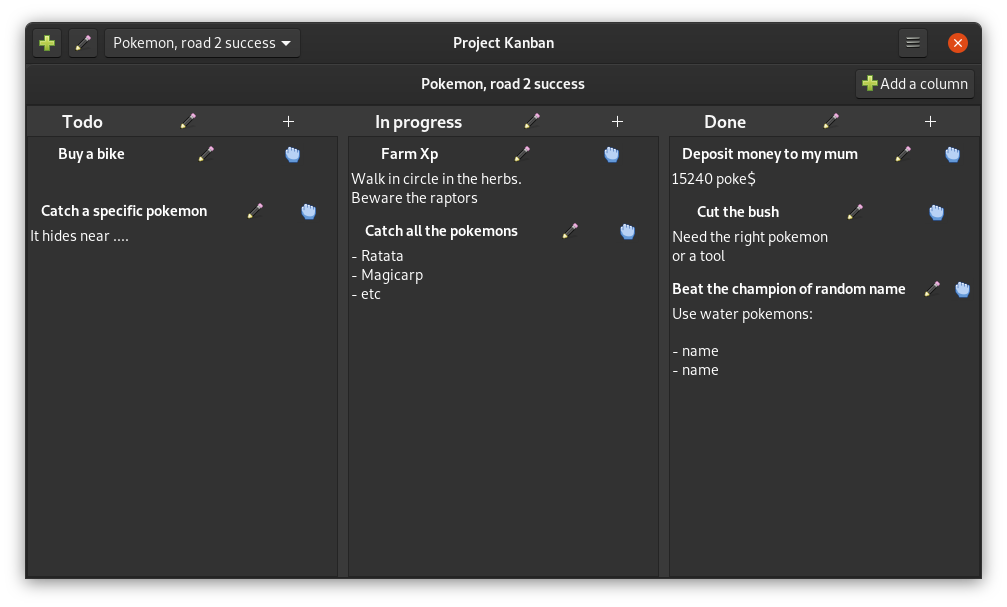 Pokemon, road 2 success
Project Kanban
Pokemon, road 2 success
Add a column
Todo
Buy a bike
Catch a specific pokemon
It hides near ....
In progress
Farm Xp
Walk in circle in the herbs.
Beware the raptors
Catch all the pokemons
- Ratata
- Magicarp
- etc
Done
Deposit money to my mum
15240 poke$
Cut the bush
Need the right pokemon
or a tool
Beat the champion of random name
Use water pokemons:
- name
- name